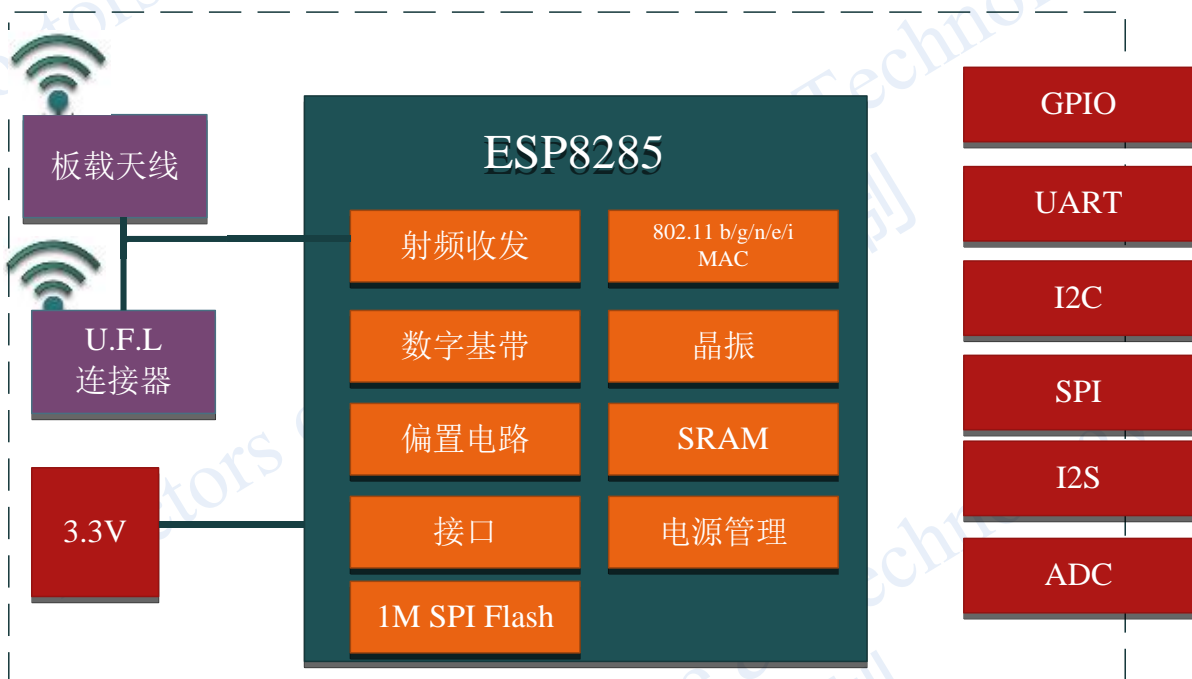 板载天线
U.F.L
连接器
3.3V
ESP8285
射频收发
802.11 b/g/n/e/i
MAC
数字基带
晶振
偏置电路
SRAM
接口
电源管理
1M SPI Flash
GPIO
UART
I2C
SPI
I2S
ADC